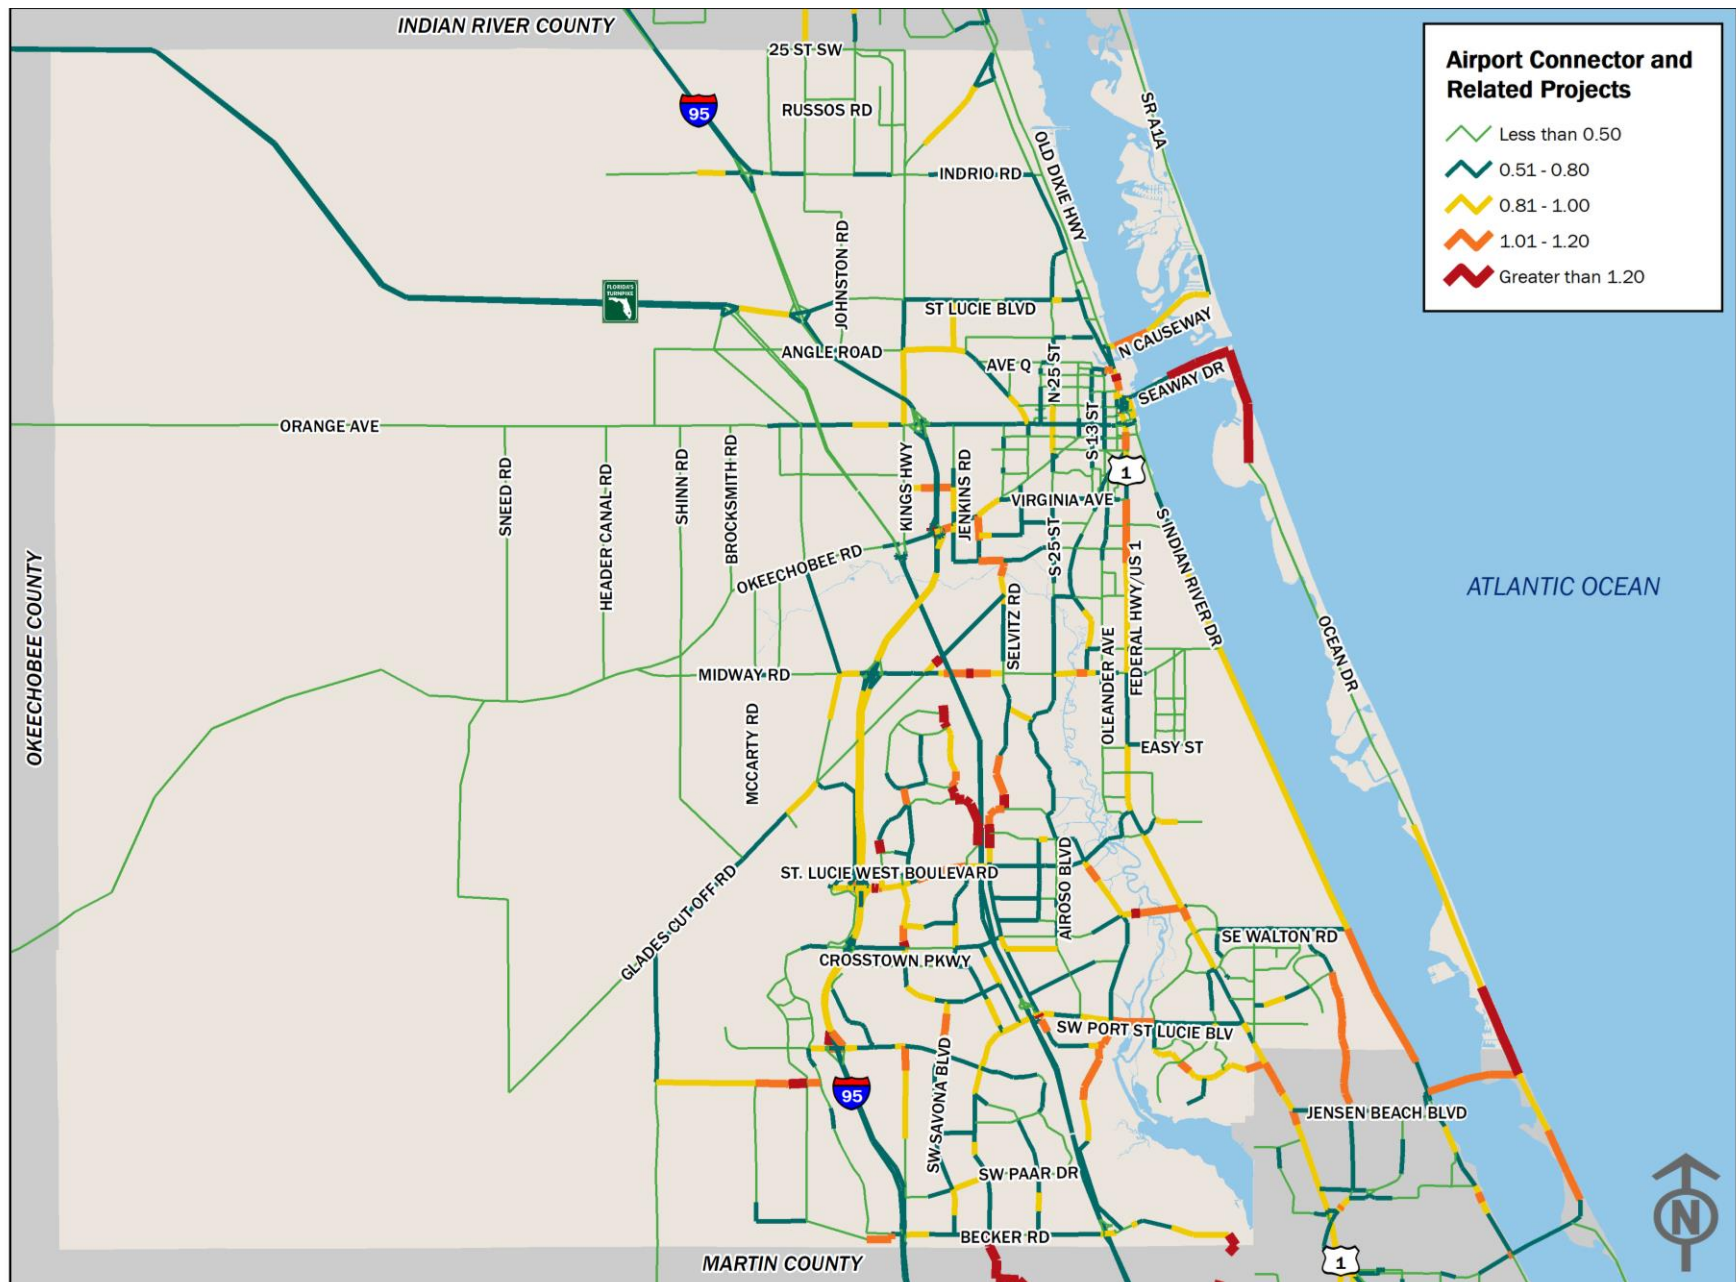 INDIAN RIVER COUNTY
25 ST SW
95
RUSSOS RD
SR A1A
OLD DIXIE HWY
INDRIO RD
Airport Connector and
Related Projects
Less than 0.50
0.51 - 0.80
0.81 - 1.00
1.01 - 1.20
Greater than 1.20
JOHNSTON RD
FLORIDA'S
TURNPIKE
ST LUCIE BLVD
N CAUSEWAY
ANGLE ROAD
AVE Q
N 25 ST
SEAWAY DR
ORANGE AVE
S 13 ST
SNEED RD
HEADER CANAL RD
SHINN RD
BROCKSMITH RD
KINGS HWY
JENKINS RD
1
VIRGINIA AVE
S 25 ST
S INDIAN RIVER DR
OKEECHOBEE RD
OKEECHOBEE COUNTY
ATLANTIC OCEAN
SELVITZ RD
OLEANDER AVE
FEDERAL HWY/US 1
OCEAN DR
MIDWAY RD
MCCARTY RD
EASY ST
ST. LUCIE WEST BOULEVARD
AIROSO BLVD
GLADES CUT OFF RD
SE WALTON RD
CROSSTOWN PKWY
SW PORT ST LUCIE BLV
SW SAVONA BLVD
95
JENSEN BEACH BLVD
SW PAAR DR
BECKER RD
MARTIN COUNTY
1
N